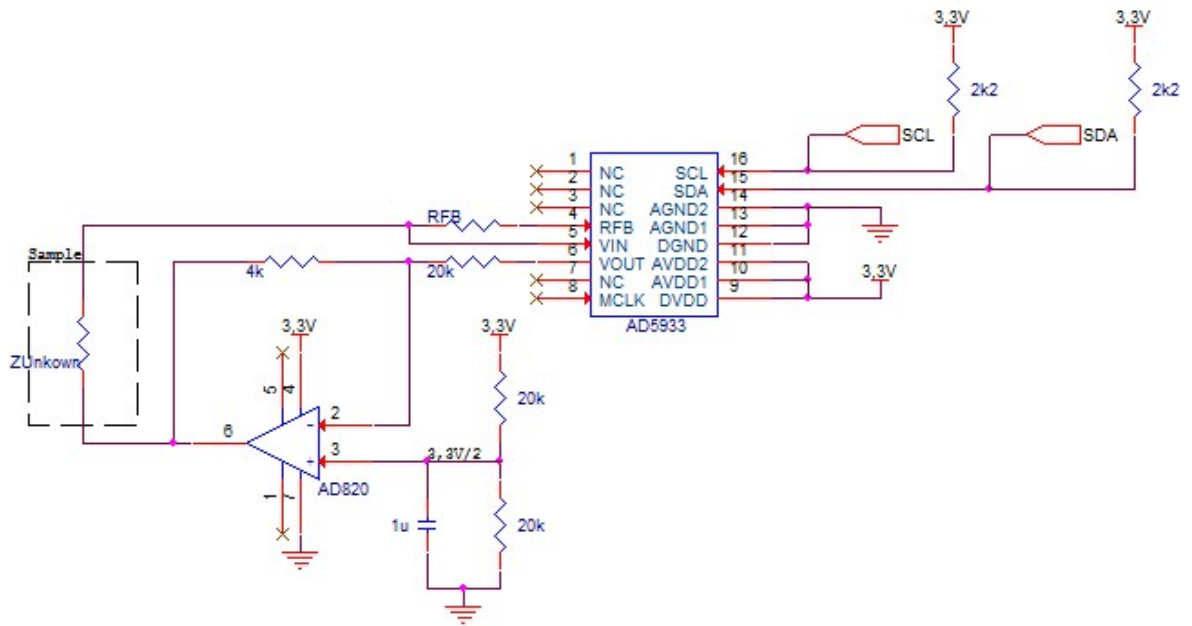 3,3V
3,3V
2k2
2k2
SCL
SDA
1
2
3
4
5
6
7
8
NC
NC
NC
RFB
VIN
VOUT
NC
MCLK
SCL
SDA
AGND2
AGND1
DGND
AVDD2
AVDD1
DVDD
16
15
14
13
12
11
10
9
AD5933
3,3V
RFB
4k
20k
Sample
ZUnkown
3,3V
3,3V
5
4
20k
6
2
3
-
+
3,3V/2
AD820
1
7
1u
20k